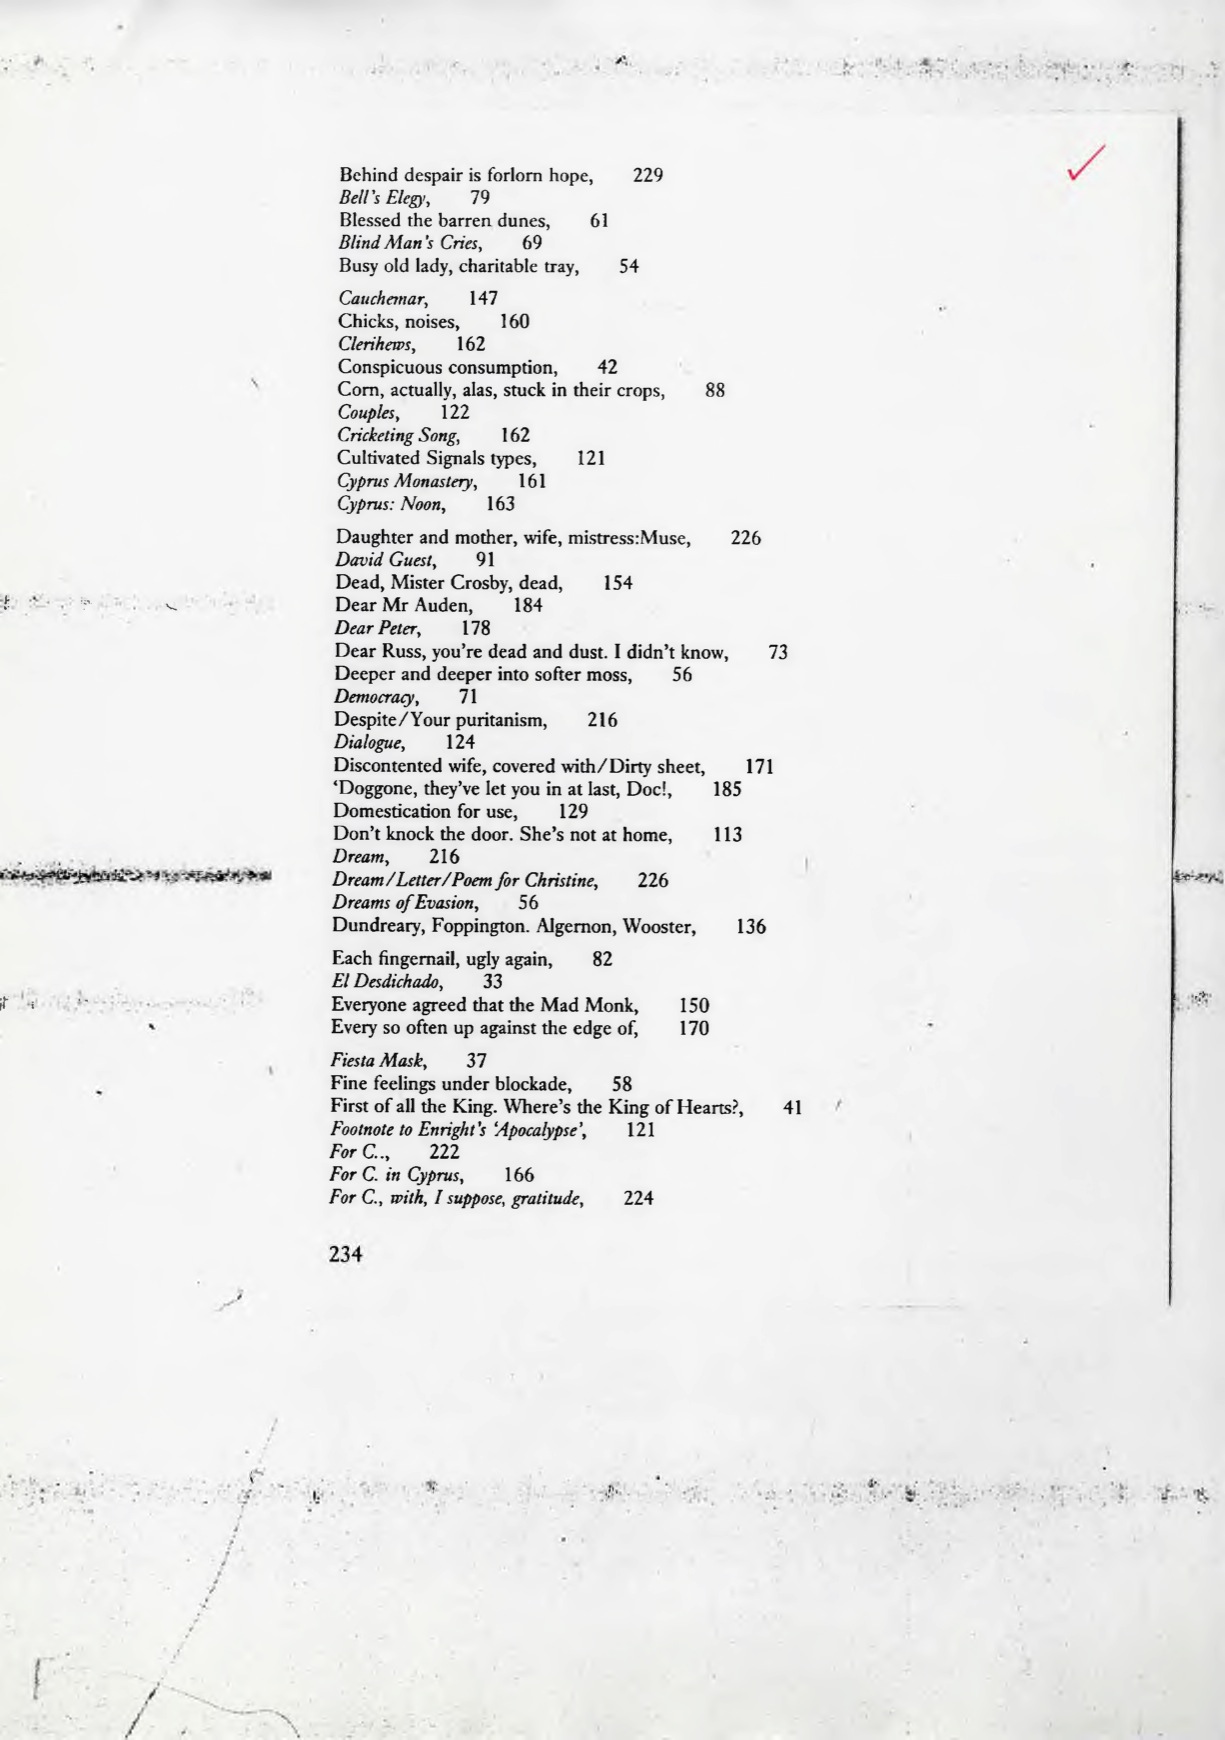 Behind despair is forlorn hope, 229
Bell's Elegy, 79
Blessed the barren dunes, 61
Blind Man's Cries, 69
Busy old lady, charitable tray, 54
Cauchemar, 147
Chicks, noises, 160
Clerihews, 162
Conspicuous consumption, 42
Corn, actually, alas, stuck in their crops, 88
Couples, 122
Cricketing Song, 162
Cultivated Signals types, 121
Cyprus Monastery, 161
Cyprus: Noon, 163
Daughter and mother, wife, mistress:Muse, 226
David Guest, 91
Dead, Mister Crosby, dead, 154
Dear Mr Auden, 184
Dear Peter, 178
Dear Russ, you're dead and dust. I didn't know, 73
Deeper and deeper into softer moss, 56
Democracy, 71
Despite/Your puritanism, 216
Dialogue, 124
Discontented wife, covered with/Dirty sheet, 171
‘Doggone, they've let you in at last, Doc!, 185
Domestication for use, 129
Don't knock the door. She's not at home, 113
Dream, 216
Dream/Letter/Poem for Christine, 226
Dreams of Evasion, 56
Dundreary, Foppington. Algernon, Wooster, 136
Each fingernail, ugly again, 82
El Desdichado, 33
Everyone agreed that the Mad Monk, 150
Every so often up against the edge of, 170
Fiesta Mask, 37
Fine feelings under blockade, 58
First of all the King. Where's the King of Hearts?, 41
Footnote to Enright's ‘Apocalypse’, 121
For C.., 222
For C. in Cyprus, 166
For C., with, I suppose, gratitude, 224
234